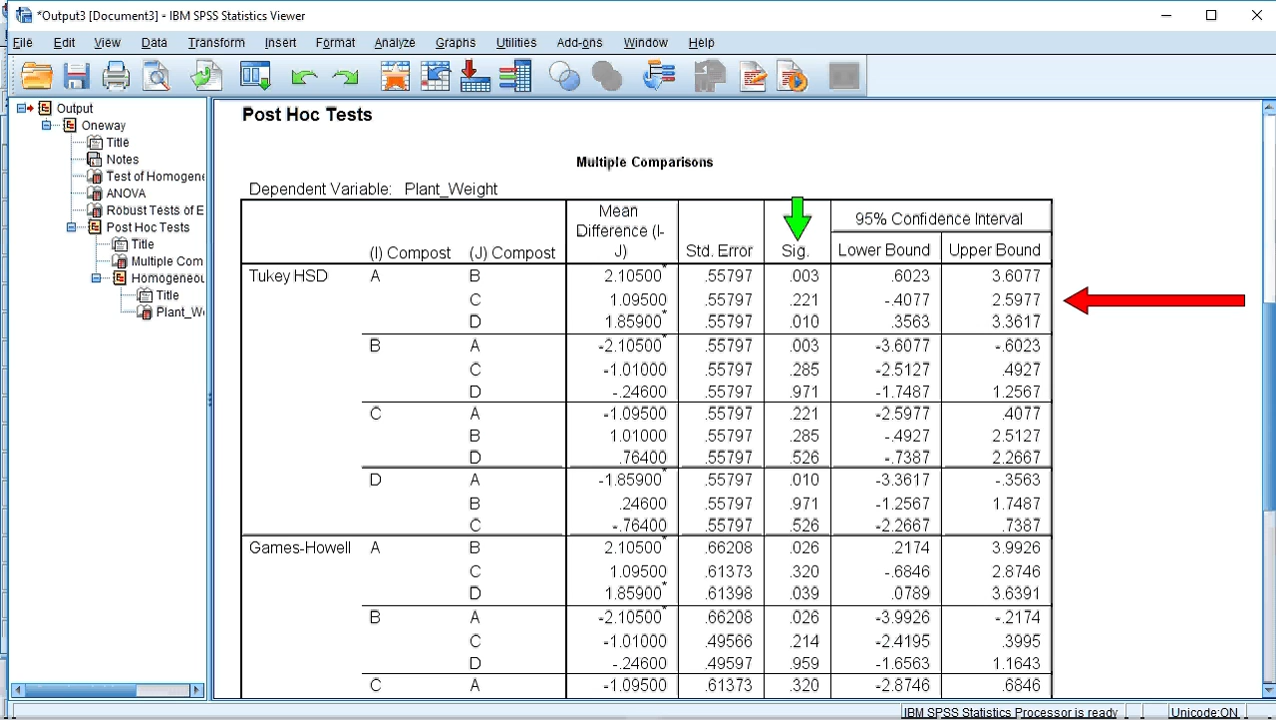 *Output3 [Document3] - IBM SPSS Statistics Viewer
File Edit View Data Transform Insert Format Analyze Graphs Utilities Add-ons Window Help
Output
Oneway
Title
Notes
Test of Homogene
ANOVA
Robust Tests of E
Post Hoc Tests
Title
Multiple Com
Homogeneou
Title
Plant_W
Post Hoc Tests
Multiple Comparisons
Dependent Variable: Plant_Weight
(I) Compost (J) Compost Mean Difference (I-J) Std. Error Sig. 95% Confidence Interval
Lower Bound Upper Bound
Tukey HSD A B 2.10500* .55797 .003 .6023 3.6077
C 1.09500 .55797 .221 -.4077 2.5977
D 1.85900* .55797 .010 .3563 3.3617
B A -2.10500* .55797 .003 -3.6077 -.6023
C -1.01000 .55797 .285 -2.5127 .4927
D -.24600 .55797 .971 -1.7487 1.2567
C A -1.09500 .55797 .221 -2.5977 .4077
B 1.01000 .55797 .285 -.4927 2.5127
D .76400 .55797 .526 -.7387 2.2667
D A -1.85900* .55797 .010 -3.3617 -.3563
B .24600 .55797 .971 -1.2567 1.7487
C -.76400 .55797 .526 -2.2667 .7387
Games-Howell A B 2.10500* .66208 .026 .2174 3.9926
C 1.09500 .61373 .320 -.6846 2.8746
D 1.85900* .61398 .039 .0789 3.6391
B A -2.10500* .66208 .026 -3.9926 -.2174
C -1.01000 .49566 .214 -2.4195 .3995
D -.24600 .49597 .959 -1.6563 1.1643
C A -1.09500 .61373 .320 -2.8746 .6846
IBM SPSS Statistics Processor is ready Unicode:ON